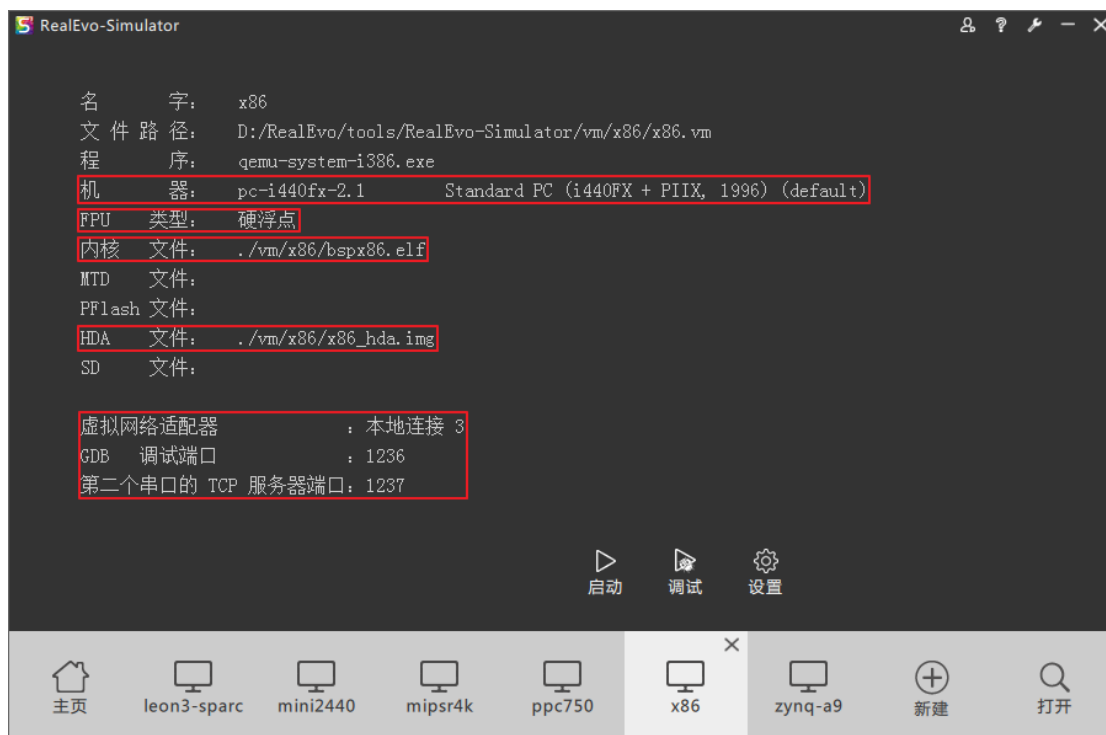 RealEvo-Simulator
名 字： x86
文 件 路 径： D:/RealEvo/tools/RealEvo-Simulator/vm/x86/x86.vm
程 序： qemu-system-i386.exe
机 器： pc-i440fx-2.1 Standard PC (i440FX + PIIX, 1996) (default)
FPU 类型： 硬浮点
内核 文件： ./vm/x86/bspx86.elf
MTD 文件：
PFlash 文件：
HDA 文件： ./vm/x86/x86_hda.img
SD 文件：
虚拟网络适配器 ：本地连接 3
GDB 调试端口 ：1236
第二个串口的 TCP 服务器端口：1237
启动 调试 设置
主页 leon3-sparc mini2440 mipsr4k ppc750 x86 zynq-a9 新建 打开